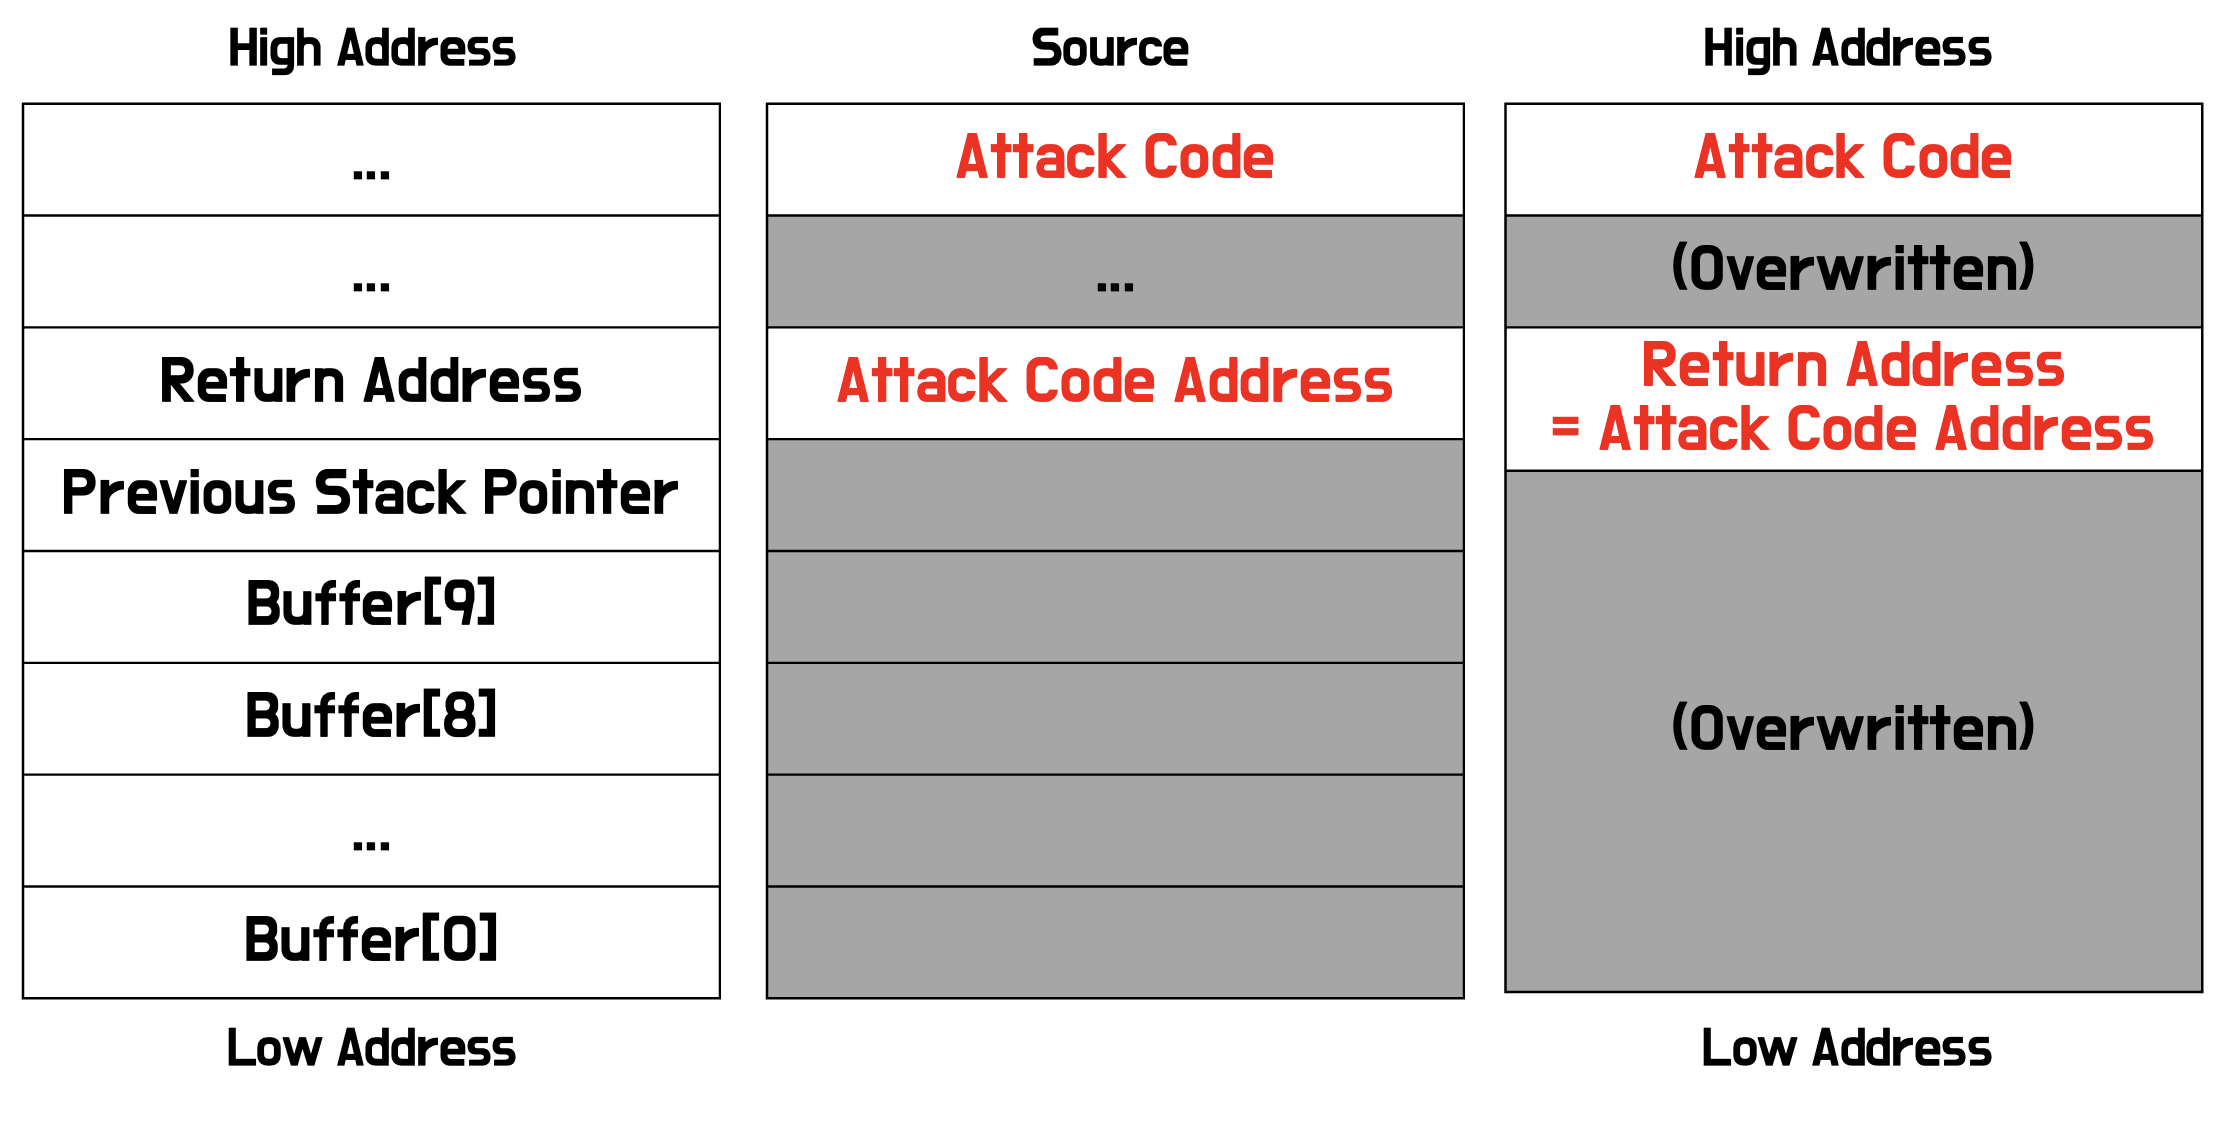 High Address
...
...
Return Address
Previous Stack Pointer
Buffer[9]
Buffer[8]
...
Buffer[0]
Low Address
Source
Attack Code
...
Attack Code Address
High Address
Attack Code
(Overwritten)
Return Address
= Attack Code Address
(Overwritten)
Low Address